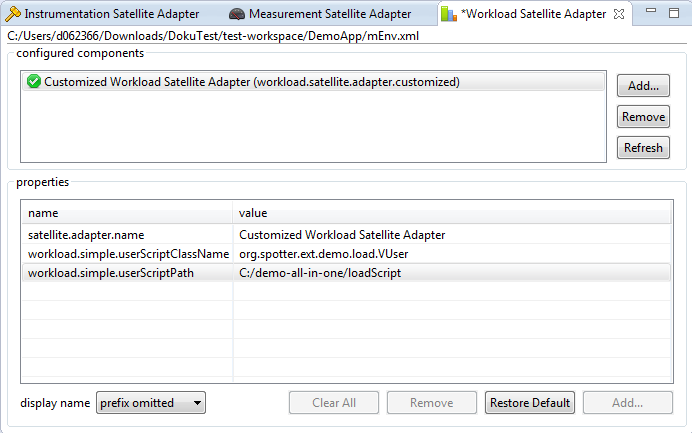 Instrumentation Satellite Adapter Measurement Satellite Adapter *Workload Satellite Adapter
C:/Users/d062366/Downloads/DokuTest/test-workspace/DemoApp/mEnv.xml
configured components
Customized Workload Satellite Adapter (workload.satellite.adapter.customized)
Add...
Remove
Refresh
properties
name value
satellite.adapter.name Customized Workload Satellite Adapter
workload.simple.userScriptClassName org.spotter.ext.demo.load.VUser
workload.simple.userScriptPath C:/demo-all-in-one/loadScript
display name prefix omitted Clear All Remove Restore Default Add...